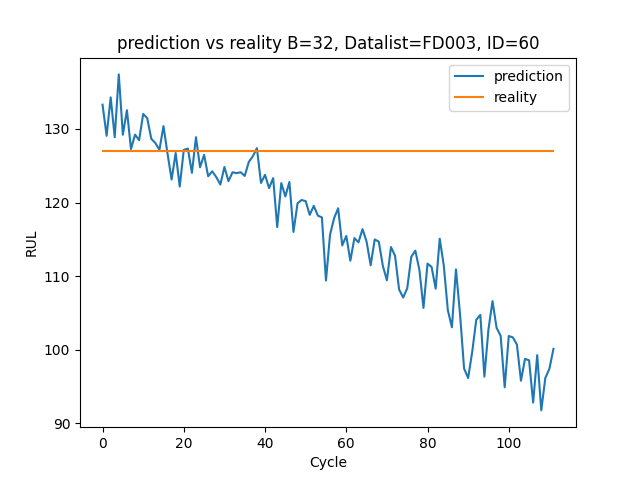 prediction vs reality B=32, Datalist=FD003, ID=60
prediction
reality
130
120
110
100
90
RUL
0 20 40 60 80 100
Cycle